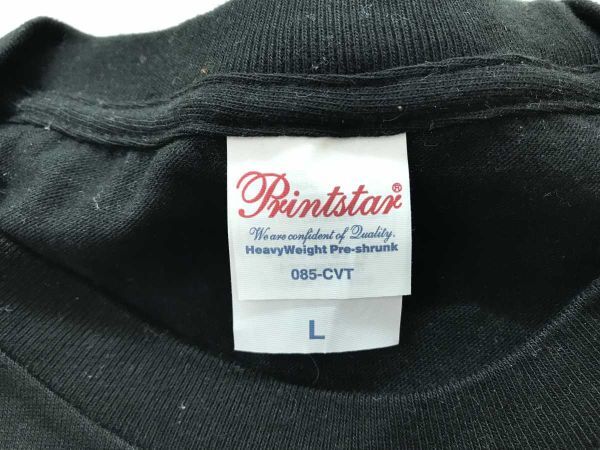 Printstar®
We are confident of Quality.
HeavyWeight Pre-shrunk
085-CVT
L